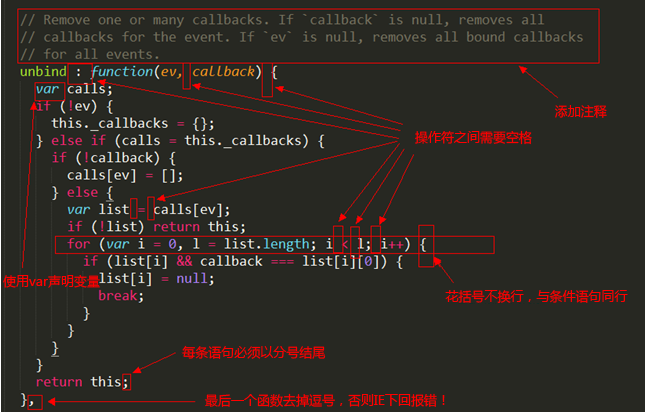 // Remove one or many callbacks. If `callback` is null, removes all
// callbacks for the event. If `ev` is null, removes all bound callbacks
// for all events.
添加注释
unbind : function(ev, callback) {
var calls;
if (!ev) {
this._callbacks = {};
操作符之间需要空格
} else if (calls = this._callbacks) {
if (!callback) {
calls[ev] = [];
} else {
var list = calls[ev];
if (!list) return this;
for (var i = 0, l = list.length; i < l; i++) {
if (list[i] && callback === list[i][0]) {
使用var声明变量
list[i] = null;
花括号不换行，与条件语句同行
break;
}
}
}
每条语句必须以分号结尾
}
return this;
},
最后一个函数去掉逗号，否则IE下回报错！